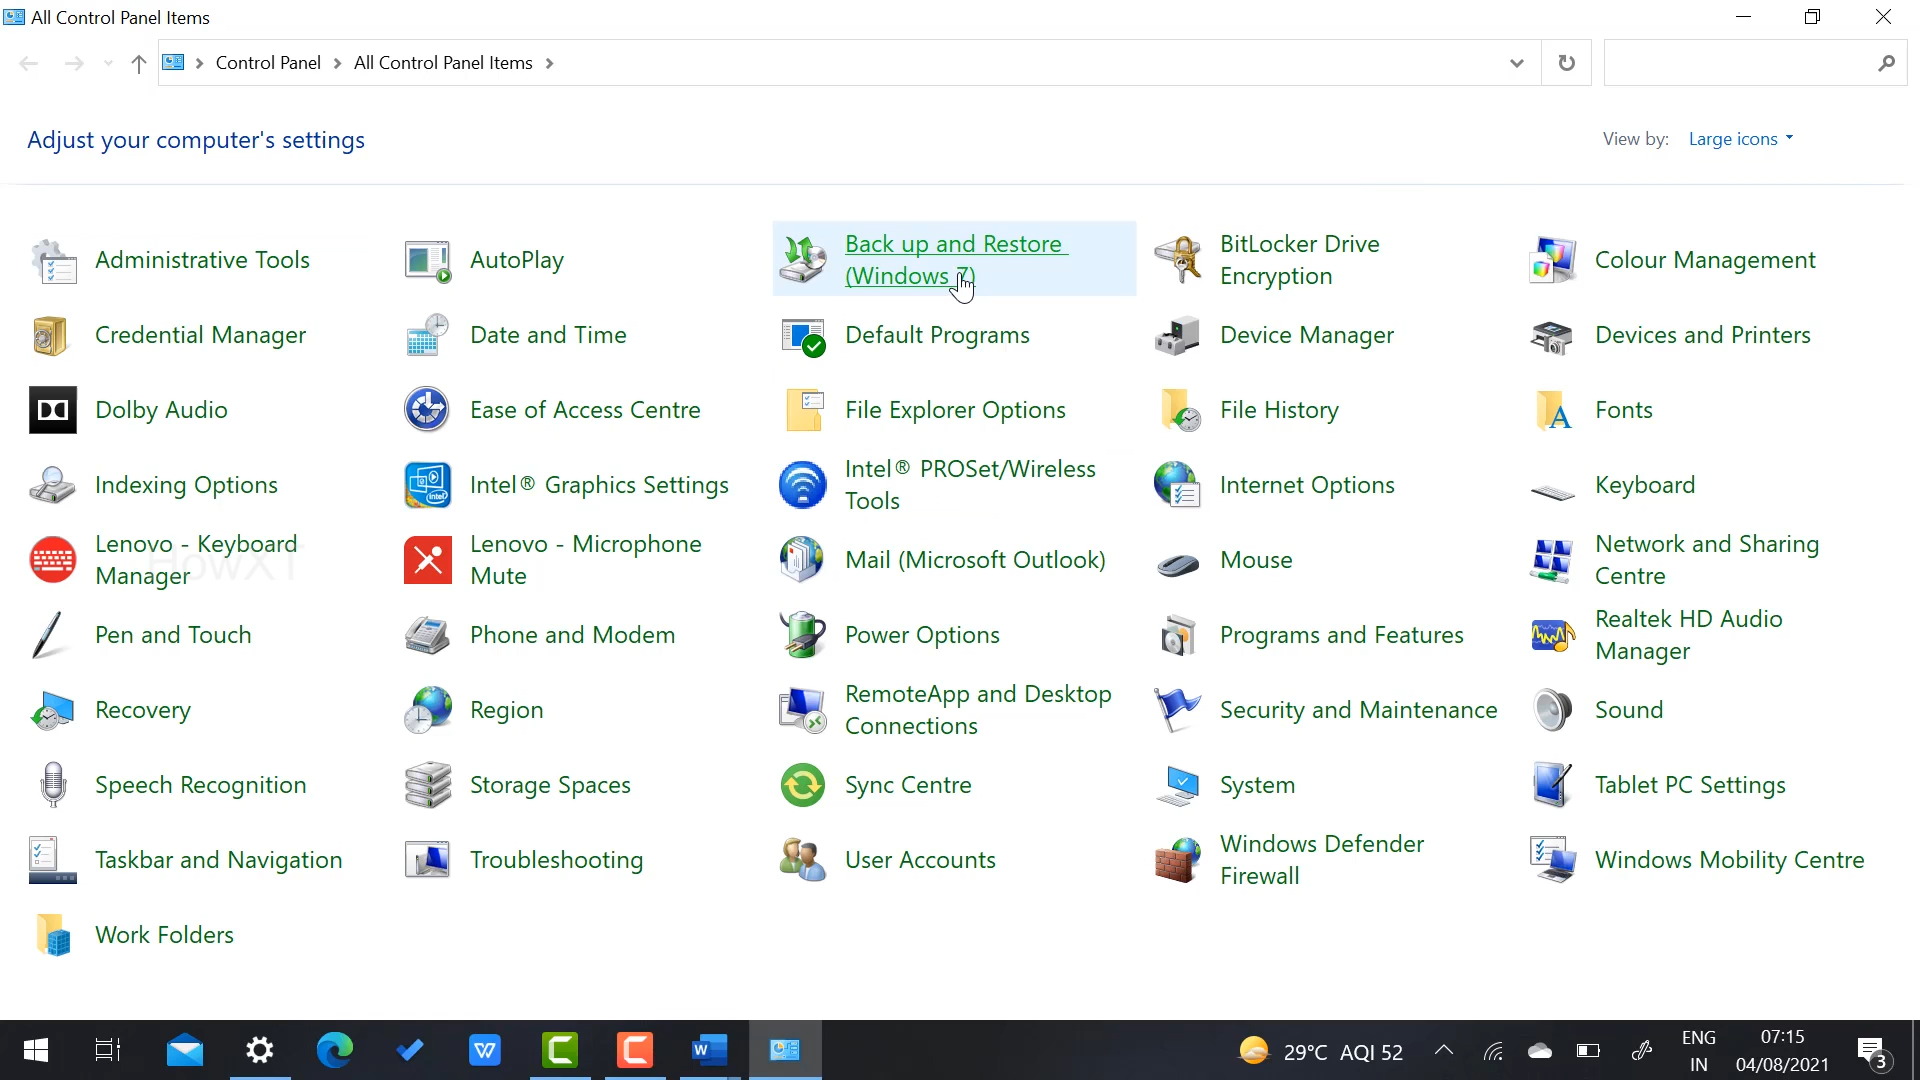 All Control Panel Items
Control Panel All Control Panel Items
Adjust your computer's settings
View by: Large icons
Administrative Tools
AutoPlay
Back up and Restore
(Windows 7)
BitLocker Drive
Encryption
Colour Management
Credential Manager
Date and Time
Default Programs
Device Manager
Devices and Printers
Dolby Audio
Ease of Access Centre
File Explorer Options
File History
Fonts
Indexing Options
Intel® Graphics Settings
Intel® PROSet/Wireless
Tools
Internet Options
Keyboard
Lenovo - Keyboard
Manager
Lenovo - Microphone
Mute
Mail (Microsoft Outlook)
Mouse
Network and Sharing
Centre
HowXT
Pen and Touch
Phone and Modem
Power Options
Programs and Features
Realtek HD Audio
Manager
Recovery
Region
RemoteApp and Desktop
Connections
Security and Maintenance
Sound
Speech Recognition
Storage Spaces
Sync Centre
System
Tablet PC Settings
Taskbar and Navigation
Troubleshooting
User Accounts
Windows Defender
Firewall
Windows Mobility Centre
Work Folders
29°C AQI 52
ENG
IN
07:15
04/08/2021
3